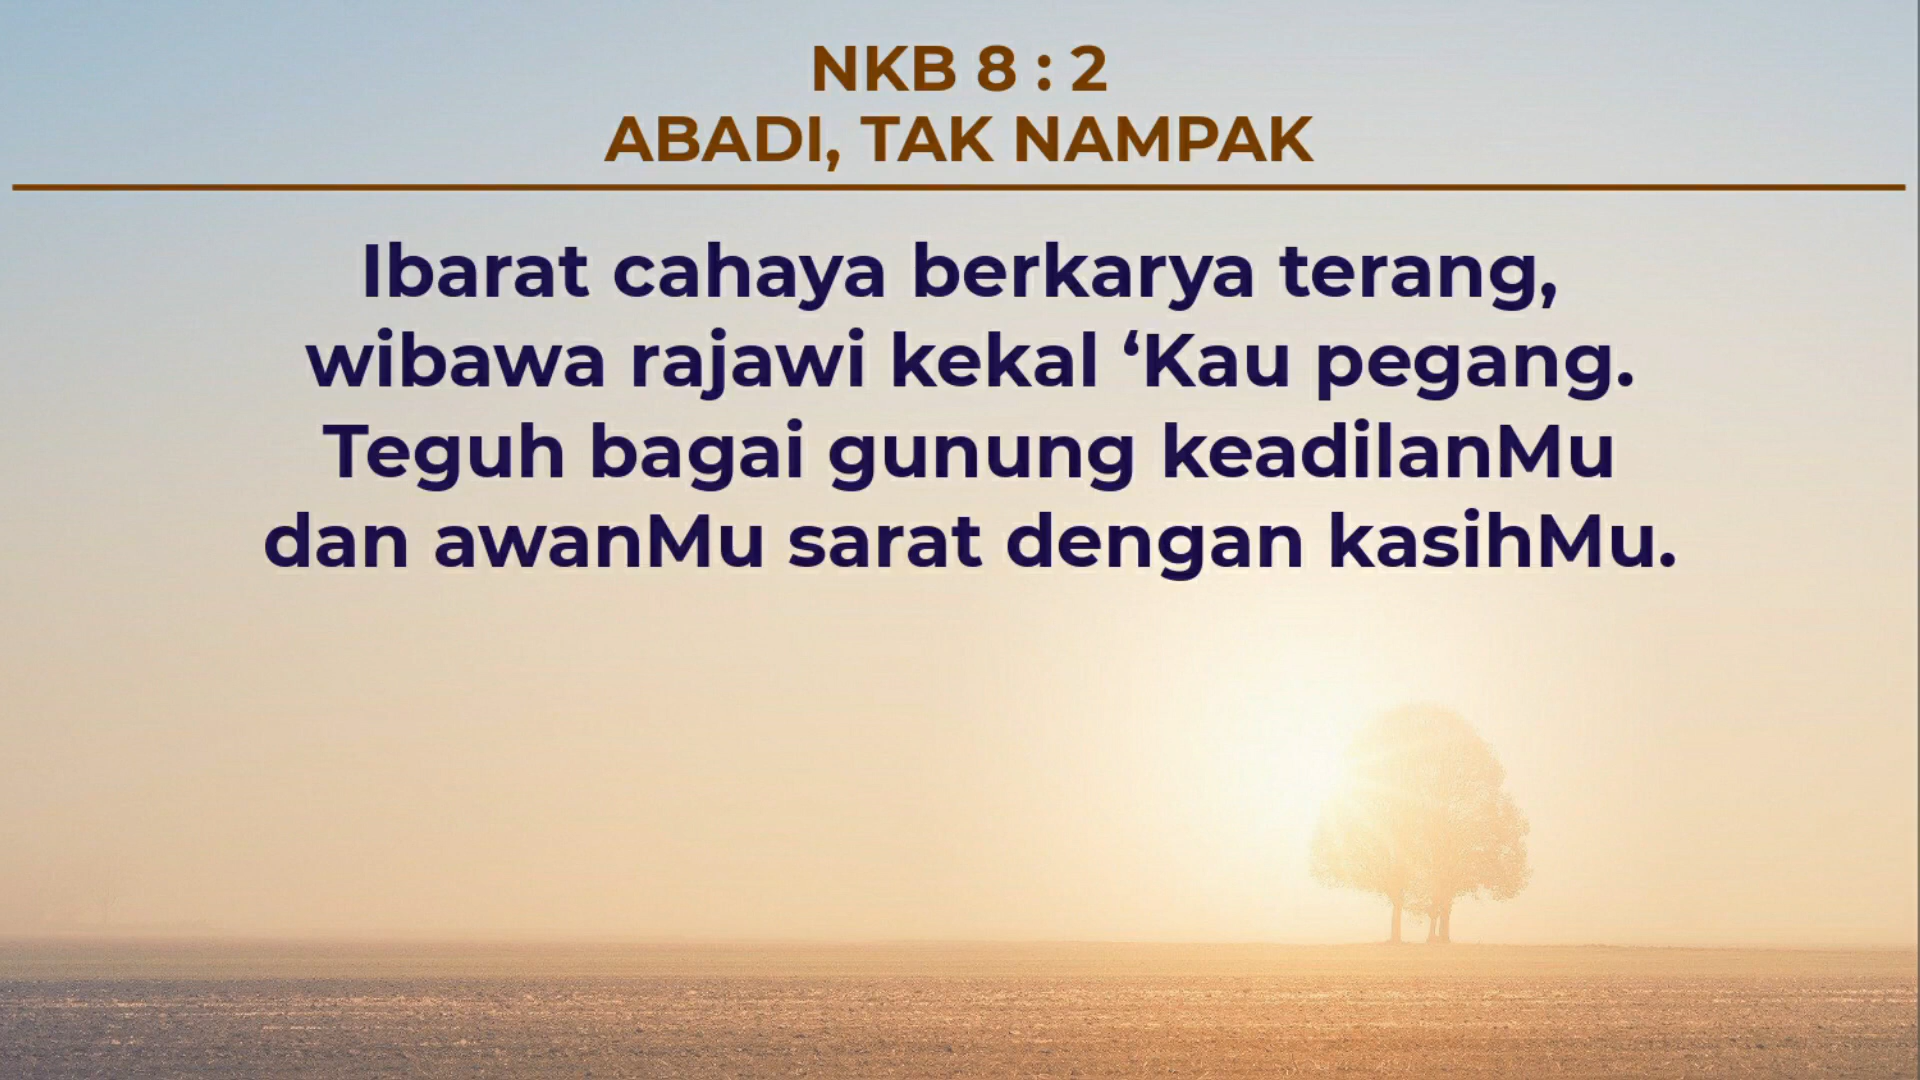 NKB 8 : 2
ABADI, TAK NAMPAK
Ibarat cahaya berkarya terang,
wibawa rajawi kekal ‘Kau pegang.
Teguh bagai gunung keadilanMu
dan awanMu sarat dengan kasihMu.